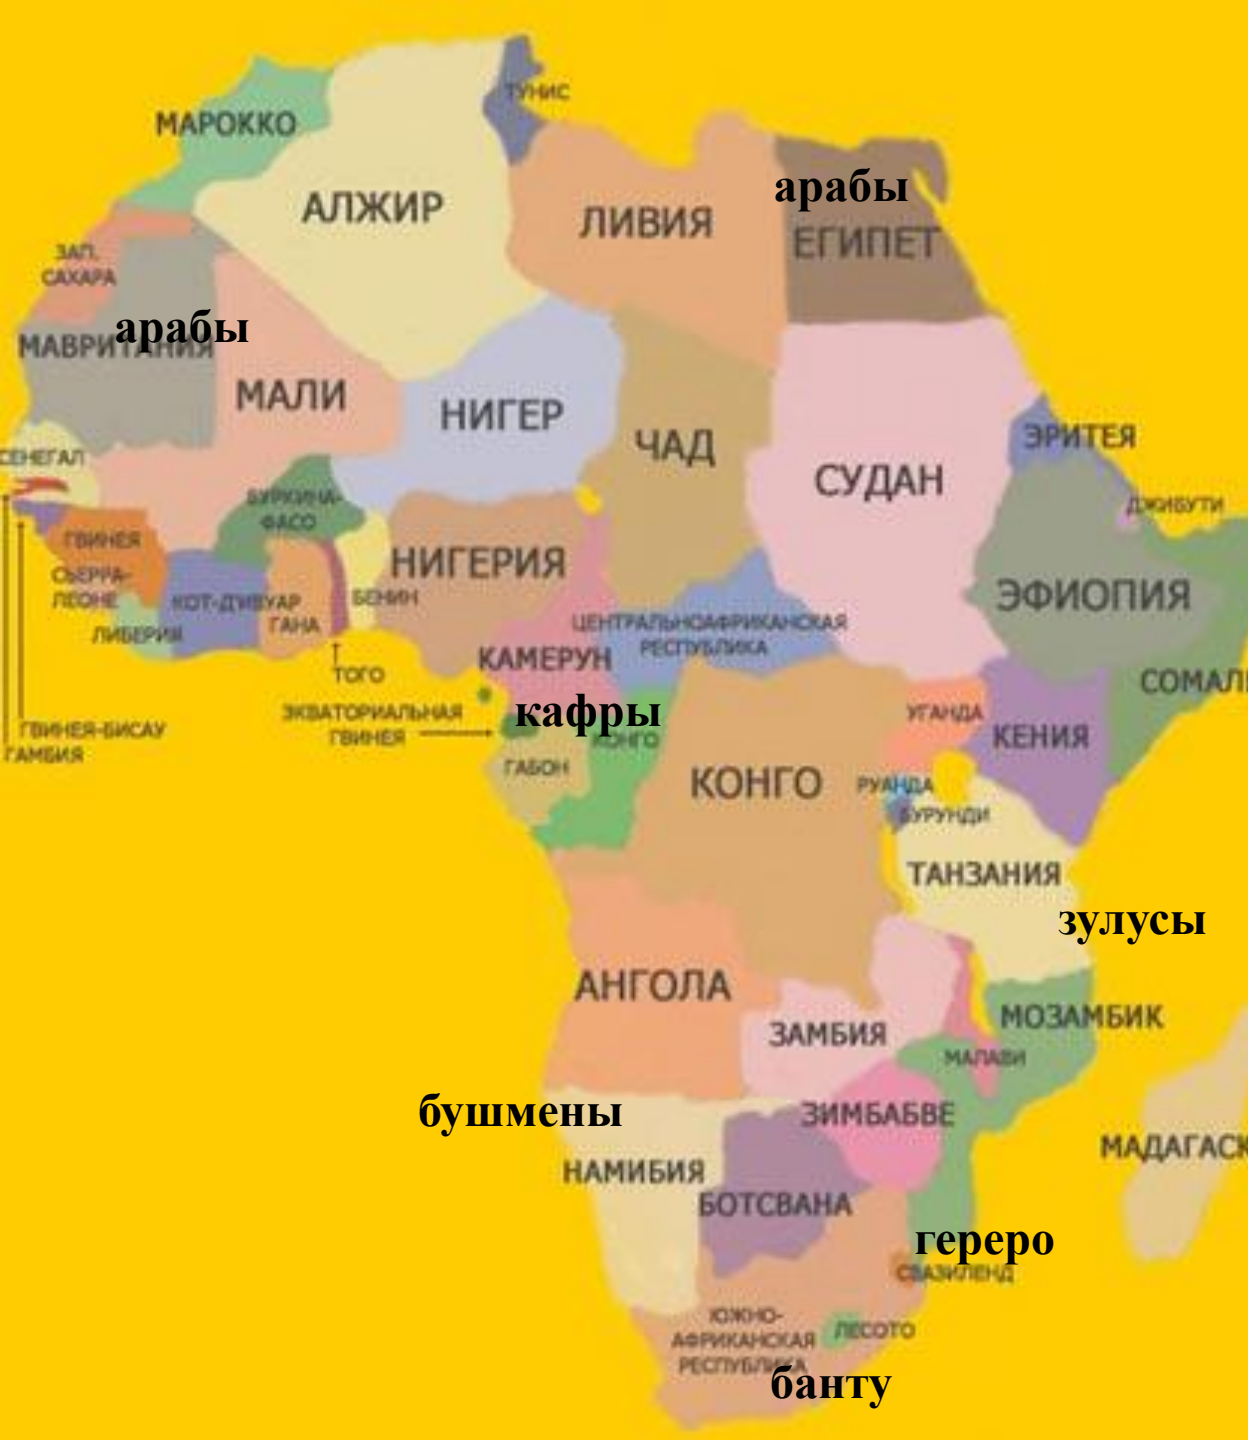 ТУНИС
МАРОККО
арабы
АЛЖИР
ЛИВИЯ
ЕГИПЕТ
ЗАП.
САХАРА
арабы
МАВРИТАНИЯ
МАЛИ
НИГЕР
ЧАД
СУДАН
ЭРИТЕЯ
СЕНЕГАЛ
БУРКИНА-
ФАСО
ДЖИБУТИ
ГВИНЕЯ
НИГЕРИЯ
СЬЕРРА-
ЛЕОНЕ
КОТ-Д'ИВУАР
БЕНИН
ЭФИОПИЯ
ГАНА
ЛИБЕРИЯ
ЦЕНТРАЛЬНОАФРИКАНСКАЯ
РЕСПУБЛИКА
КАМЕРУН
ТОГО
СОМАЛИ
ЭКВАТОРИАЛЬНАЯ
ГВИНЕЯ
кафры
УГАНДА
КЕНИЯ
ГВИНЕЯ-БИСАУ
ГАМБИЯ
КОНГО
ГАБОН
КОНГО
РУАНДА
БУРУНДИ
ТАНЗАНИЯ
зулусы
АНГОЛА
ЗАМБИЯ
МОЗАМБИК
МАЛАВИ
бушмены
ЗИМБАБВЕ
МАДАГАСК
НАМИБИЯ
БОТСВАНА
гереро
СВАЗИЛЕНД
ЮЖНО-
АФРИКАНСКАЯ
РЕСПУБЛИКА
ЛЕСОТО
банту